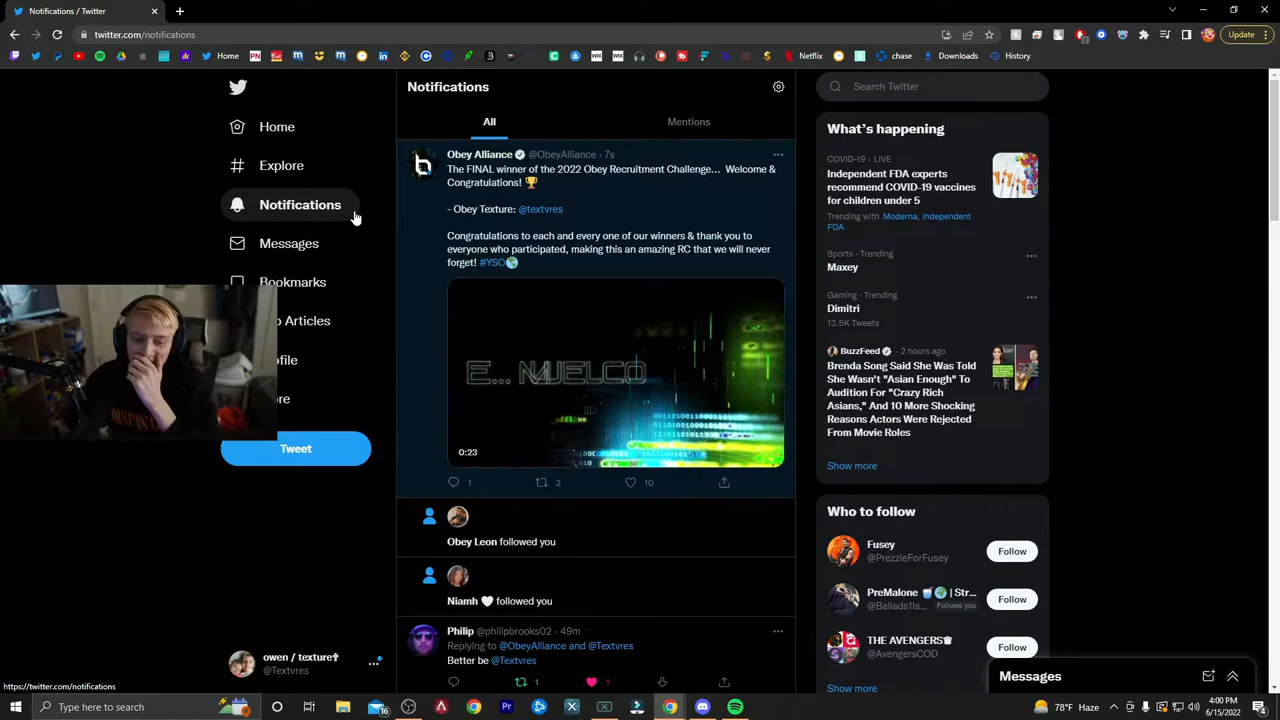 Notifications / Twitter
twitter.com/notifications
Update
Home
PN
Netflix
chase
Downloads
History
Home
Explore
Notifications
Messages
Bookmarks
Articles
Tweet
owen / texture✞
@Textvres
https://twitter.com/notifications
Notifications
All
Mentions
Obey Alliance @ObeyAlliance · 7s
The FINAL winner of the 2022 Obey Recruitment Challenge... Welcome &
Congratulations! 🏆
- Obey Texture: @textvres
Congratulations to each and every one of our winners & thank you to
everyone who participated, making this an amazing RC that we will never
forget! #YSO🌎
0:23
1
2
10
Obey Leon followed you
Niamh 🤍 followed you
Philip @philipbrooks02 · 49m
Replying to @ObeyAlliance and @Textvres
Better be @Textvres
1
1
Search Twitter
What's happening
COVID-19 · LIVE
Independent FDA experts
recommend COVID-19 vaccines
for children under 5
Trending with Moderna, Independent
FDA
Sports · Trending
Maxey
Gaming · Trending
Dimitri
13.5K Tweets
BuzzFeed · 2 hours ago
Brenda Song Said She Was Told
She Wasn't "Asian Enough" To
Audition For "Crazy Rich
Asians," And 10 More Shocking
Reasons Actors Were Rejected
From Movie Roles
Show more
Who to follow
Fusey
@PrezzleForFusey
Follow
PreMalone 🥤🌎 | Str...
@Ballads1Is... Follows you
Follow
THE AVENGERS
@AvengersCOD
Follow
Show more
Messages
Type here to search
78°F Haze
4:00 PM
6/15/2022